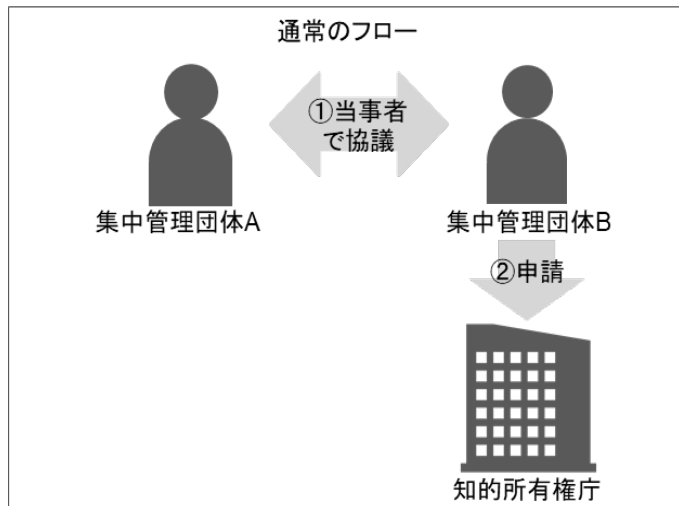 通常のフロー
①当事者
で協議
集中管理団体A
集中管理団体B
②申請
知的所有権庁